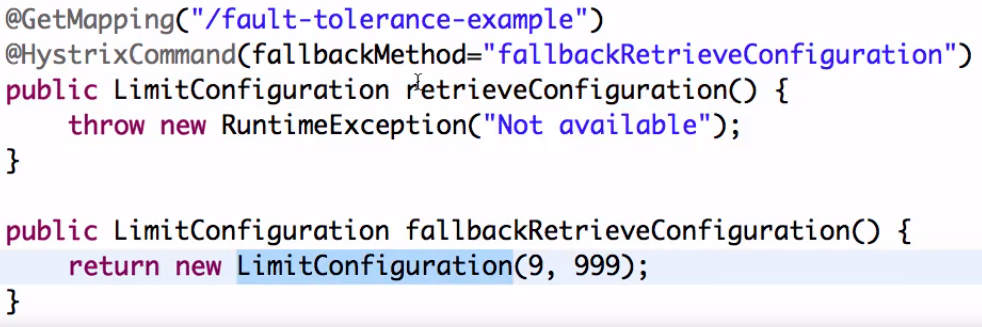 @GetMapping("/fault-tolerance-example")
@HystrixCommand(fallbackMethod="fallbackRetrieveConfiguration")
public LimitConfiguration retrieveConfiguration() {
    throw new RuntimeException("Not available");
}

public LimitConfiguration fallbackRetrieveConfiguration() {
    return new LimitConfiguration(9, 999);
}